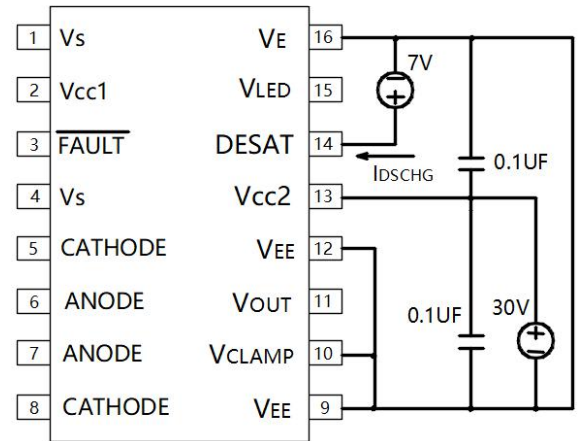 1 Vs VE 16
2 Vcc1 VLED 15
3 FAULT DESAT 14
4 Vs Vcc2 13
5 CATHODE VEE 12
6 ANODE VOUT 11
7 ANODE VCLAMP 10
8 CATHODE VEE 9
7V
IDSCHG
0.1UF
0.1UF
30V